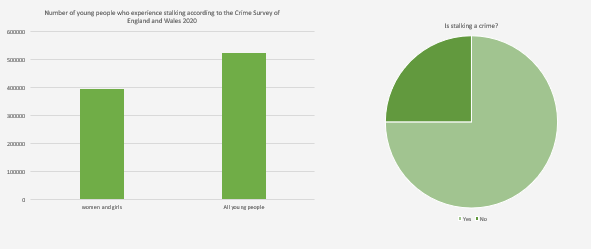 Number of young people who experience stalking according to the Crime Survey of
England and Wales 2020
600000
500000
400000
300000
200000
100000
0
women and girls
All young people
Is stalking a crime?
Yes No